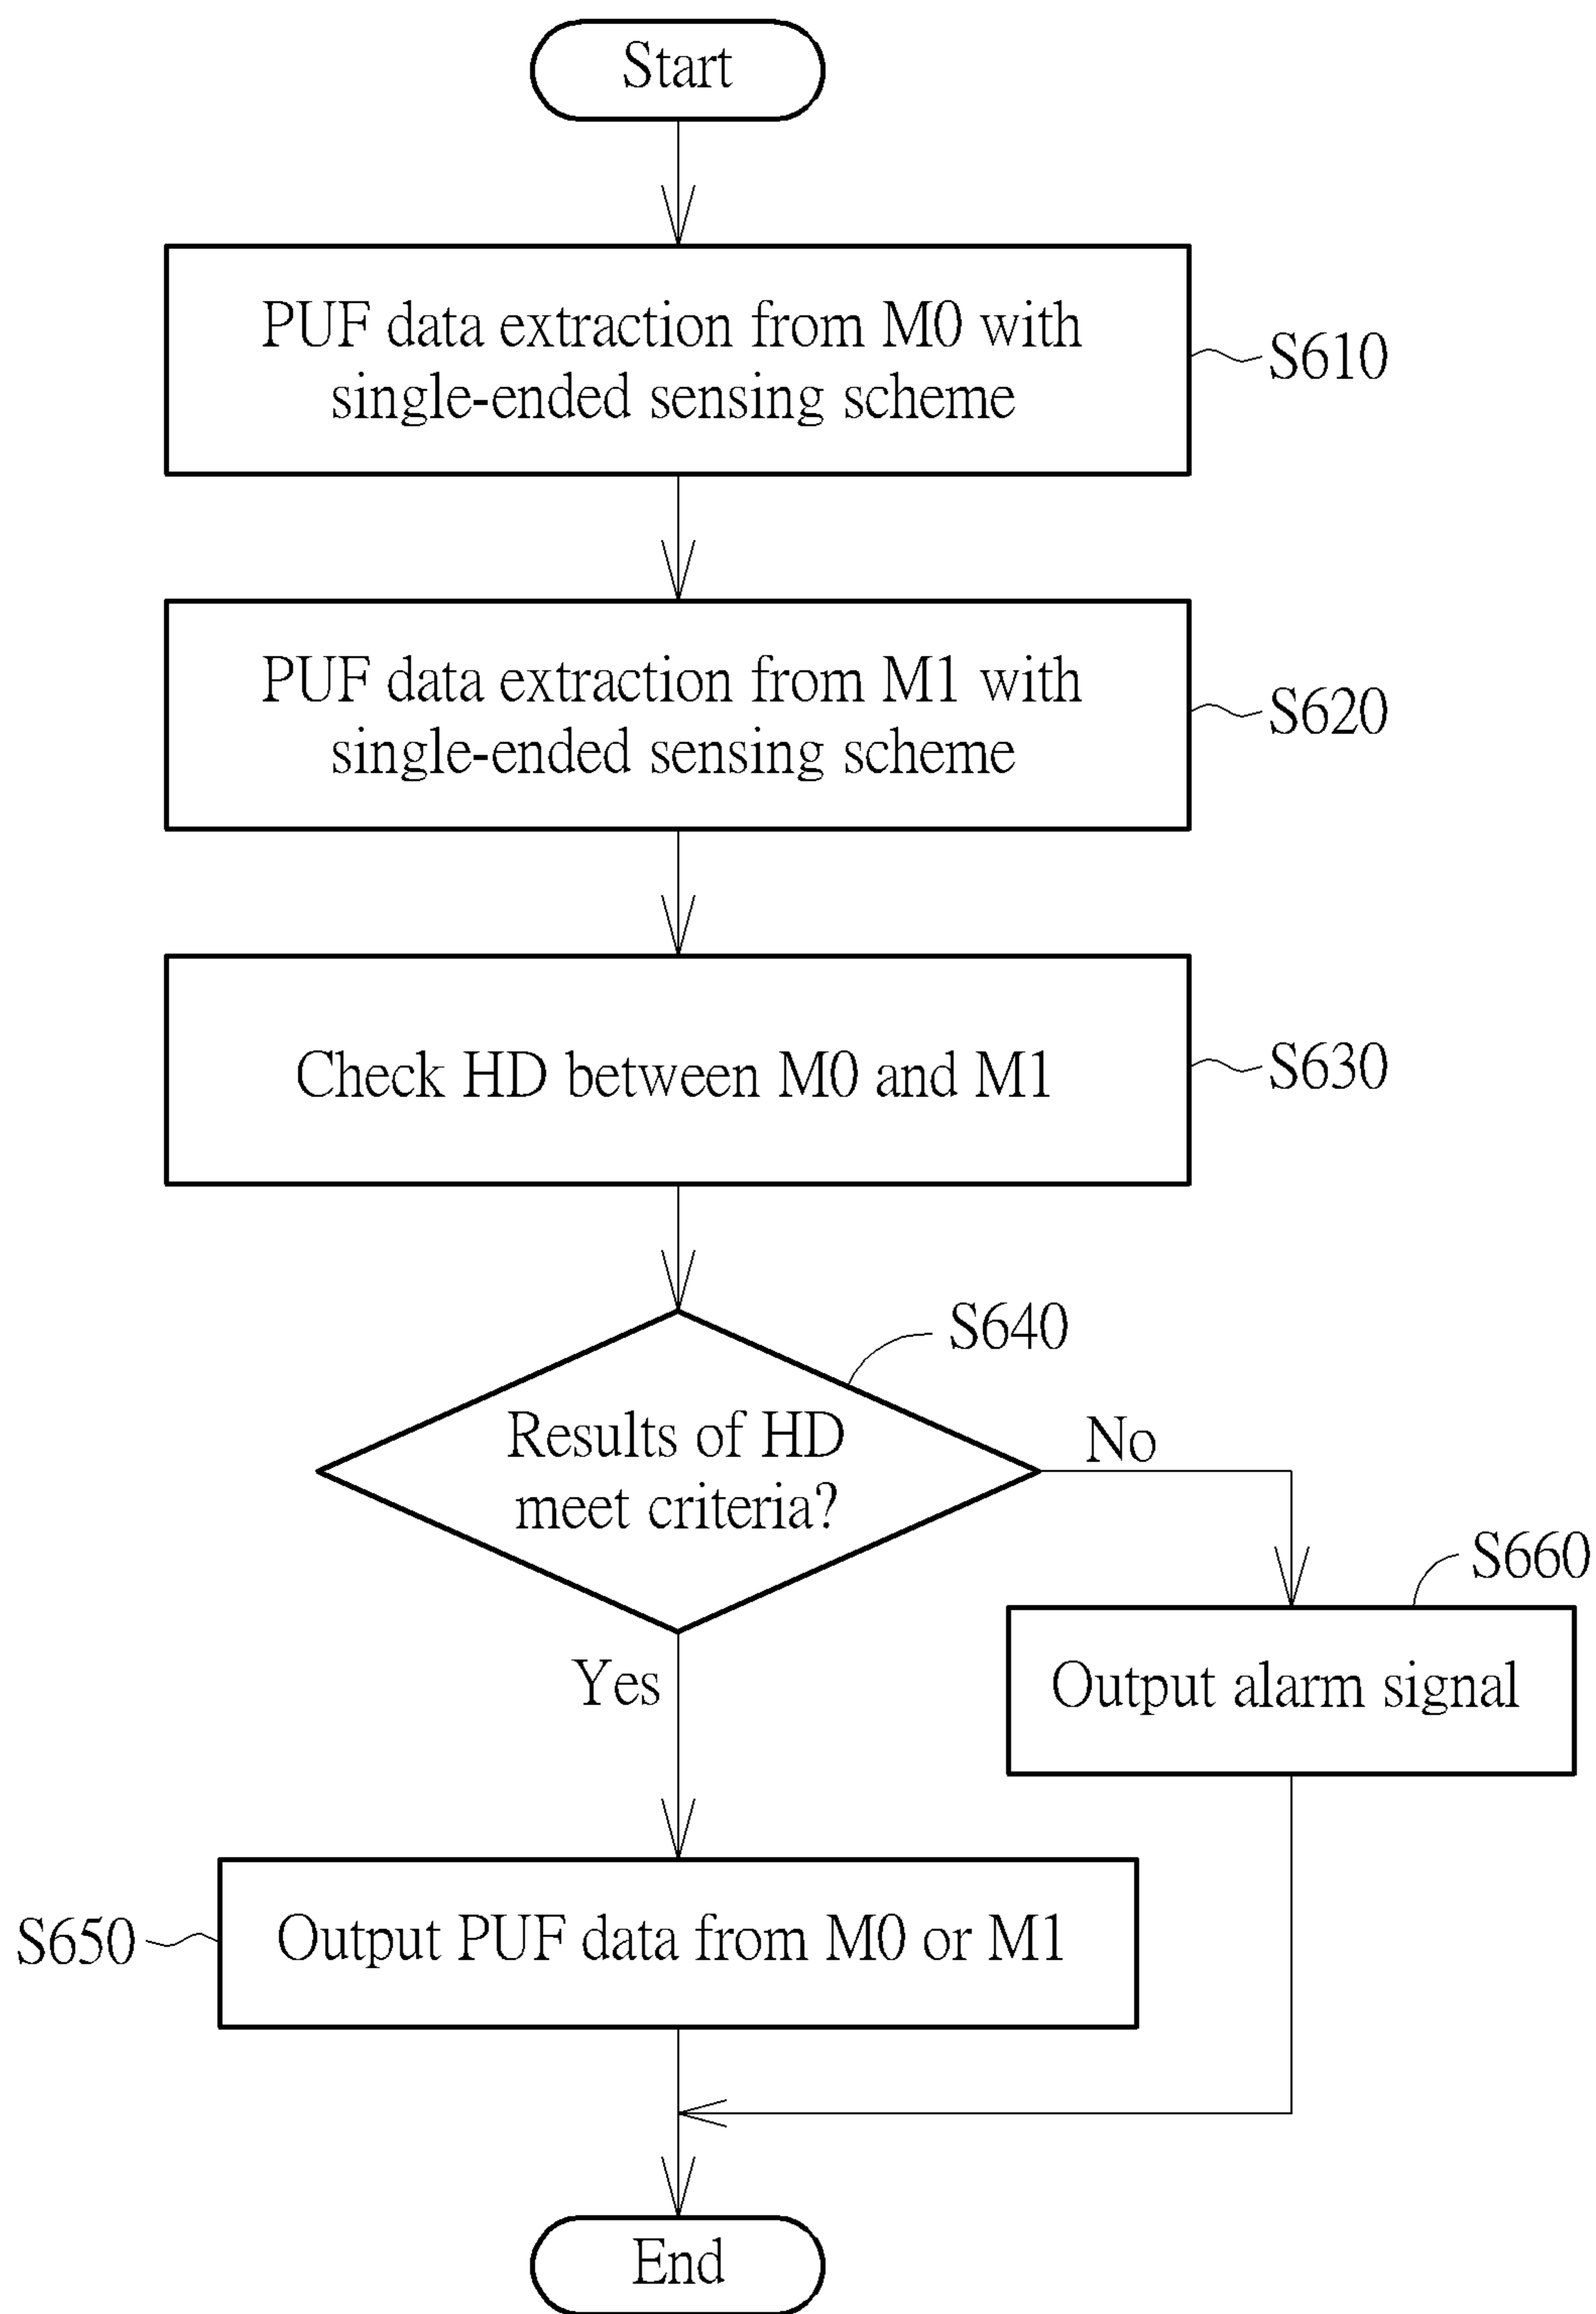 Start
PUF data extraction from M0 with
single-ended sensing scheme
S610
PUF data extraction from M1 with
single-ended sensing scheme
S620
Check HD between M0 and M1
S630
S640
Results of HD
meet criteria?
No
S660
Output alarm signal
Yes
S650
Output PUF data from M0 or M1
End